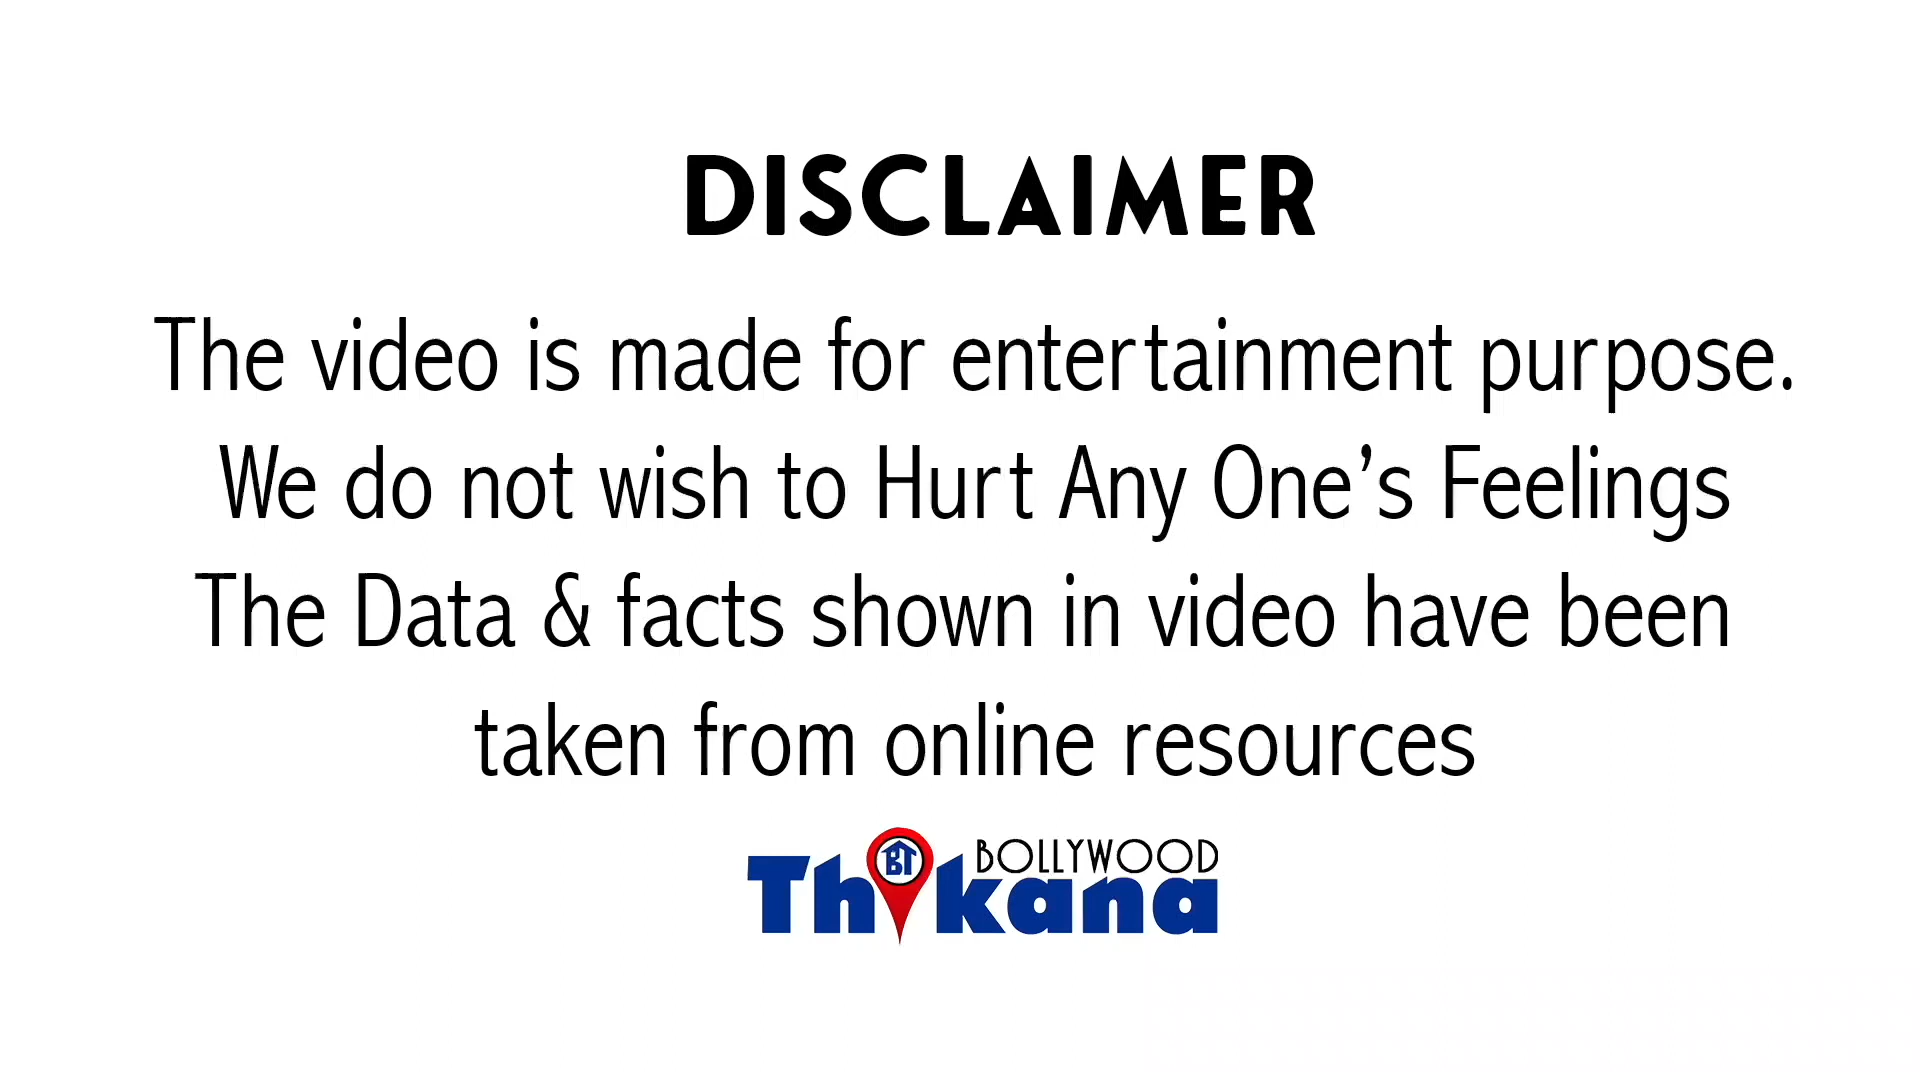 DISCLAIMER
The video is made for entertainment purpose.
We do not wish to Hurt Any One’s Feelings
The Data & facts shown in video have been
taken from online resources
BT
BOLLYWOOD
Thikana